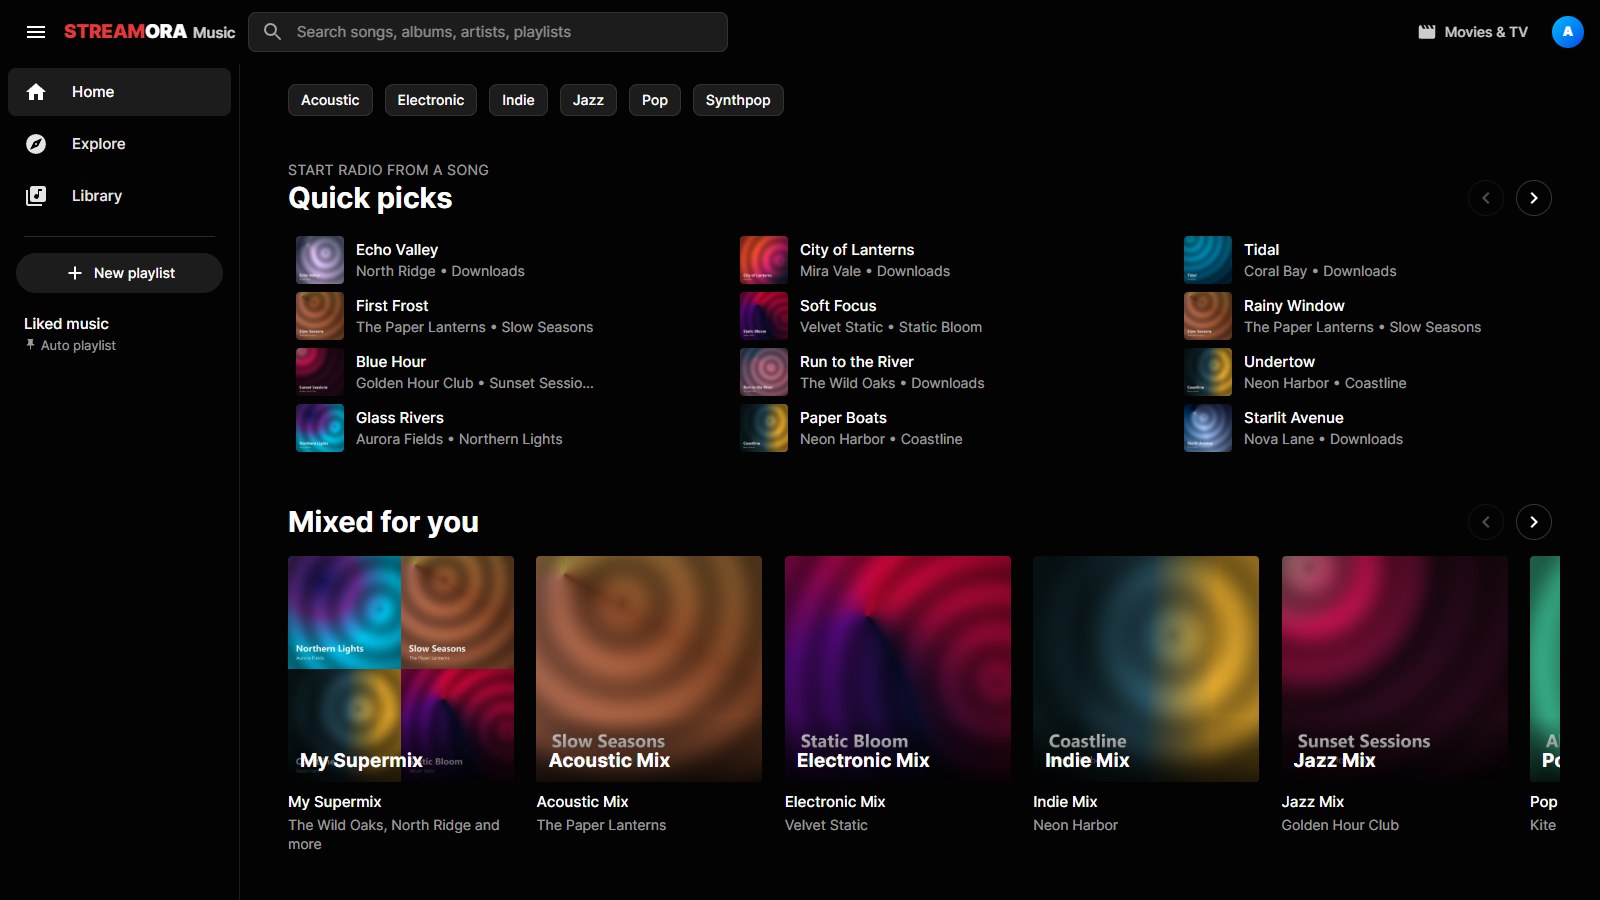 STREAMORA Music
Search songs, albums, artists, playlists
Movies & TV
A
Home
Explore
Library
New playlist
Liked music
Auto playlist
Acoustic
Electronic
Indie
Jazz
Pop
Synthpop
START RADIO FROM A SONG
Quick picks
Echo Valley
North Ridge • Downloads
First Frost
The Paper Lanterns • Slow Seasons
Blue Hour
Golden Hour Club • Sunset Sessio...
Glass Rivers
Aurora Fields • Northern Lights
City of Lanterns
Mira Vale • Downloads
Soft Focus
Velvet Static • Static Bloom
Run to the River
The Wild Oaks • Downloads
Paper Boats
Neon Harbor • Coastline
Tidal
Coral Bay • Downloads
Rainy Window
The Paper Lanterns • Slow Seasons
Undertow
Neon Harbor • Coastline
Starlit Avenue
Nova Lane • Downloads
Mixed for you
Northern Lights
Aurora Fields
Slow Seasons
The Paper Lanterns
My Supermix
My Supermix
The Wild Oaks, North Ridge and
more
Slow Seasons
Acoustic Mix
Acoustic Mix
The Paper Lanterns
Static Bloom
Electronic Mix
Electronic Mix
Velvet Static
Coastline
Indie Mix
Indie Mix
Neon Harbor
Sunset Sessions
Jazz Mix
Jazz Mix
Golden Hour Club
Pop
Kite